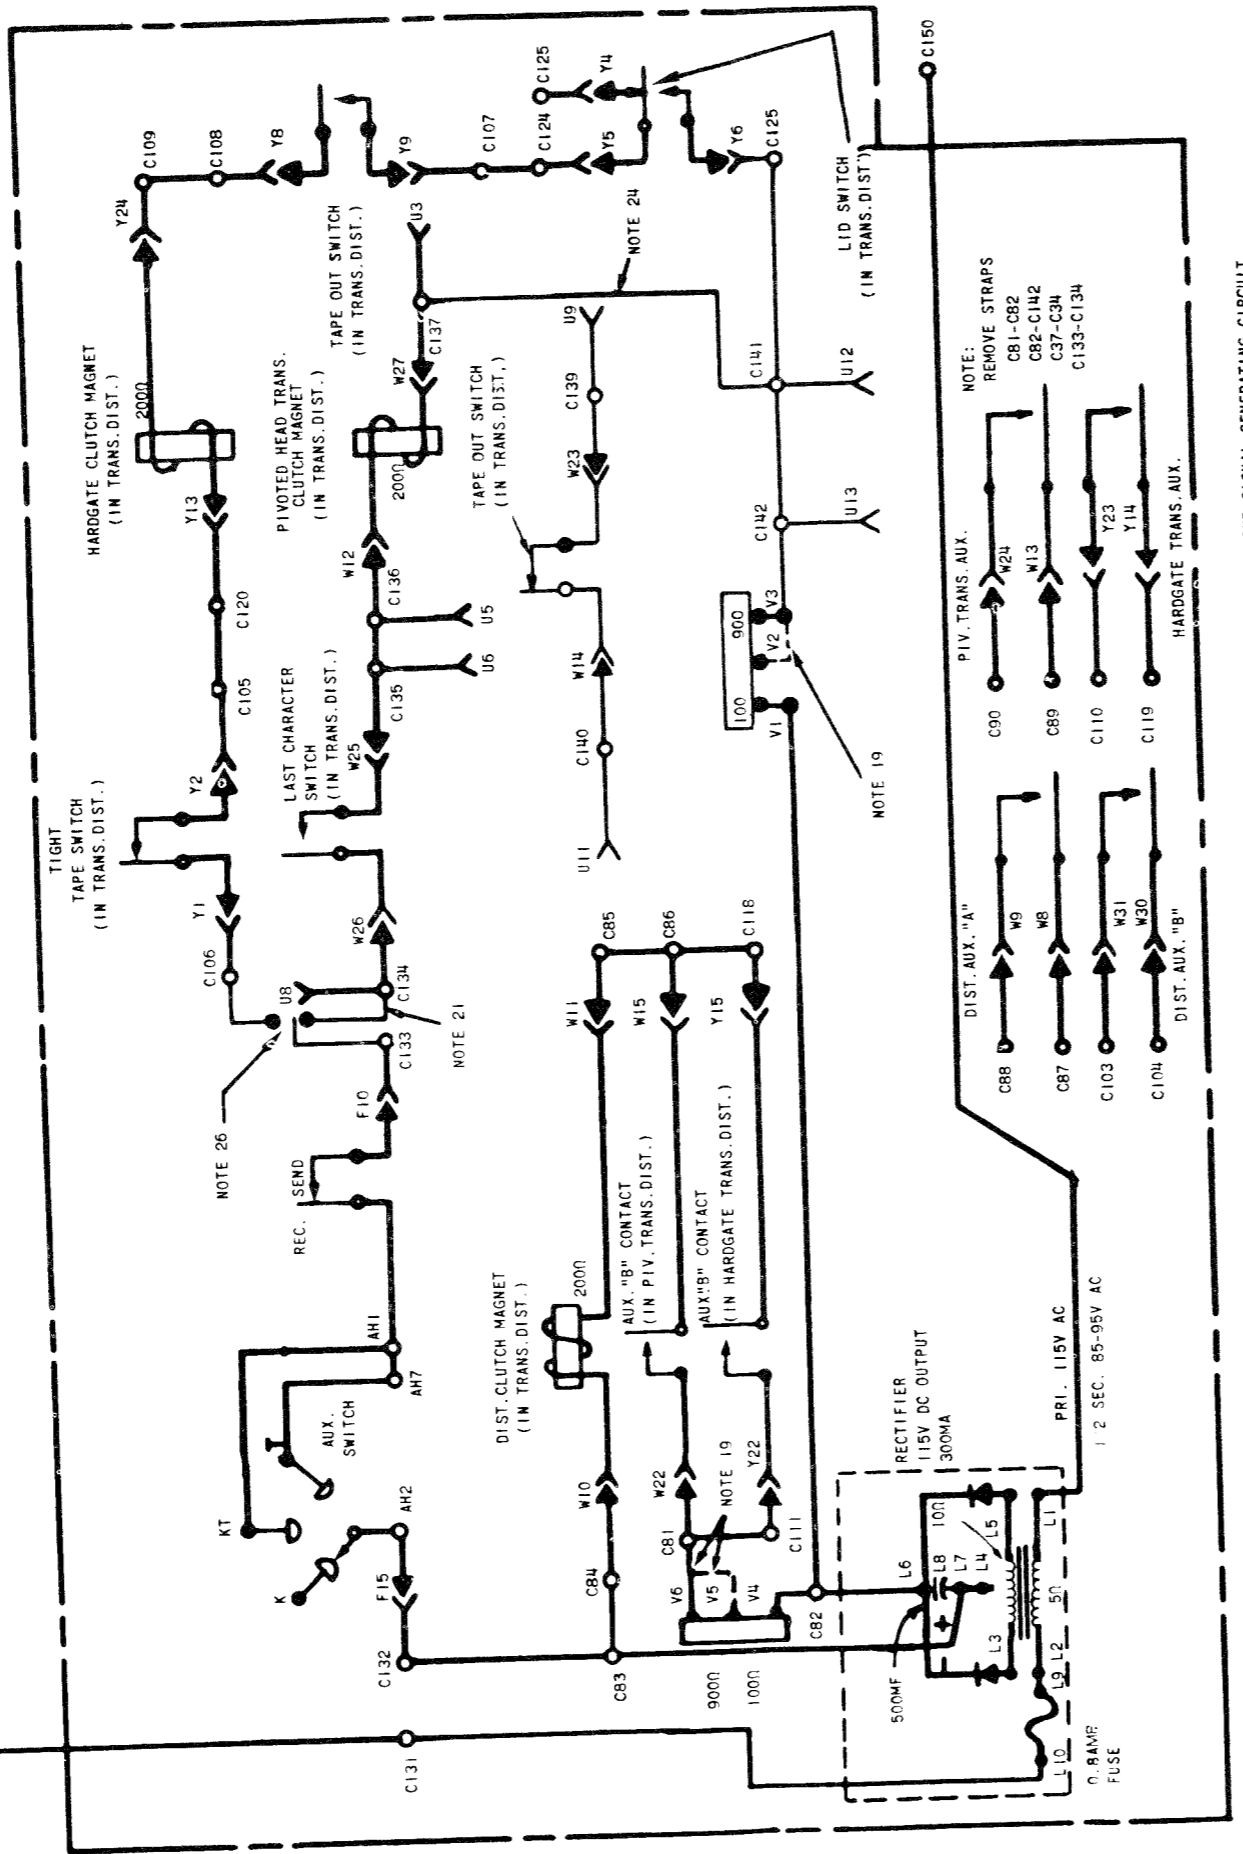 HARDGATE CLUTCH MAGNET
(IN TRANS.DIST.)
200Ω
Y24
C109
C108
Y8
Y9
C107
C124
Y5
C125
Y4
Y6
C125
C150
LID SWITCH
(IN TRANS.DIST)
TIGHT
TAPE SWITCH
(IN TRANS.DIST.)
Y1
Y2
C105
C120
Y13
C106
PIVOTED HEAD TRANS.
CLUTCH MAGNET
(IN TRANS.DIST.)
200Ω
TAPE OUT SWITCH
(IN TRANS.DIST.)
U3
C137
W27
W12
C136
U5
U6
C135
W25
LAST CHARACTER
SWITCH
(IN TRANS.DIST.)
W26
C134
U8
C133
NOTE 21
NOTE 26
F10
REC. SEND
NOTE 24
TAPE OUT SWITCH
(IN TRANS.DIST.)
U9
C139
W23
W14
C140
U11
C141
U12
C142
U13
100
900
V1
V2
V3
NOTE 19
AH1
AH7
AUX.
SWITCH
KT
K
AH2
F15
C132
C131
DIST.CLUTCH MAGNET
(IN TRANS.DIST.)
200Ω
W10
C84
C83
W11
C85
W15
C86
Y15
C118
AUX."B" CONTACT
(IN PIV.TRANS.DIST.)
AUX."B" CONTACT
(IN HARDGATE TRANS.DIST.)
W22
C81
NOTE 19
Y22
C111
V6
V5
V4
900Ω
100Ω
C82
RECTIFIER
115V DC OUTPUT
300MA
500MF
L6
L8
L7
L4
10Ω
L5
L3
L1
5Ω
L2
L9
L10
0.8AMP.
FUSE
PRI. 115V AC
1/2 SEC. 85-95V AC
DIST.AUX."A"
C88
W9
C87
W8
C103
W31
C104
W30
DIST.AUX."B"
PIV.TRANS.AUX.
C90
W24
C89
W13
C110
Y23
C119
Y14
HARDGATE TRANS.AUX.
NOTE:
REMOVE STRAPS
C81-C82
C82-C142
C37-C34
C133-C134
SIGNAL GENERATING CIRCUIT